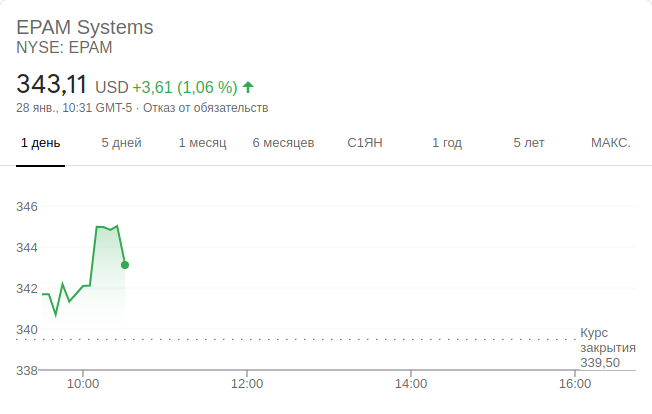 EPAM Systems
NYSE: EPAM
343,11 USD +3,61 (1,06 %)
28 янв., 10:31 GMT-5 · Отказ от обязательств
1 день 5 дней 1 месяц 6 месяцев С1ЯН 1 год 5 лет МАКС.
346
344
342
340
Курс
закрытия
339,50
338
10:00 12:00 14:00 16:00